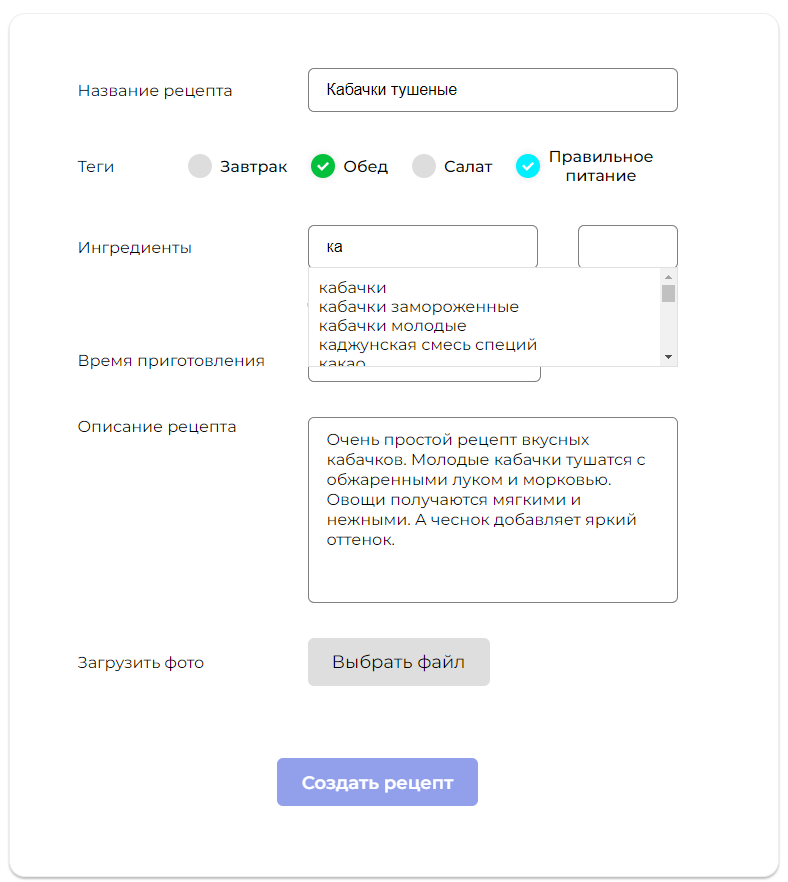 Название рецепта
Кабачки тушеные
Теги
Завтрак
Обед
Салат
Правильное
питание
Ингредиенты
ка
кабачки
кабачки замороженные
кабачки молодые
каджунская смесь специй
какао
Время приготовления
Описание рецепта
Очень простой рецепт вкусных
кабачков. Молодые кабачки тушатся с
обжаренными луком и морковью.
Овощи получаются мягкими и
нежными. А чеснок добавляет яркий
оттенок.
Загрузить фото
Выбрать файл
Создать рецепт